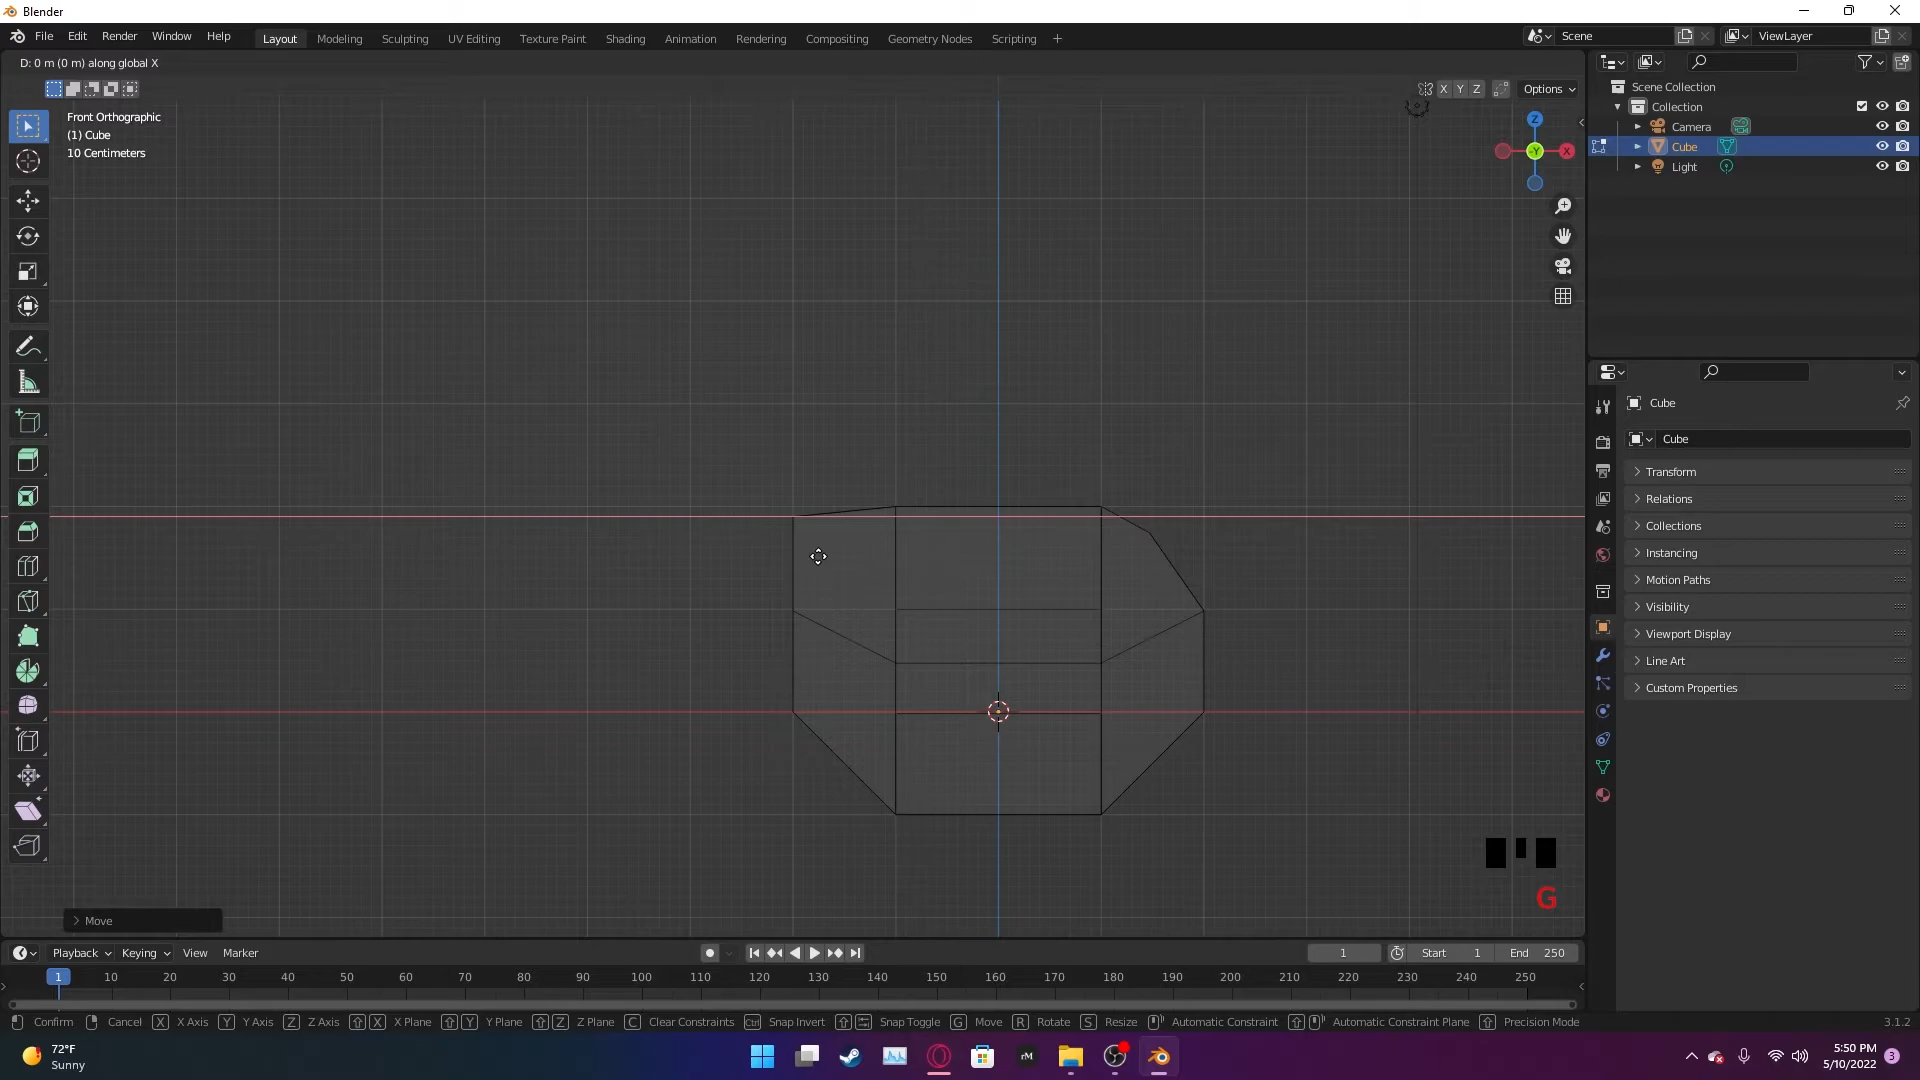 Blender
File Edit Render Window Help
Layout Modeling Sculpting UV Editing Texture Paint Shading Animation Rendering Compositing Geometry Nodes Scripting +
Scene
ViewLayer
D: 0 m (0 m) along global X
X Y Z Options
Front Orthographic
(1) Cube
10 Centimeters
Z
-Y
X
Scene Collection
Collection
Camera
Cube
Light
Cube
Cube
Transform
Relations
Collections
Instancing
Motion Paths
Visibility
Viewport Display
Line Art
Custom Properties
G
Move
Playback Keying View Marker
1 Start 1 End 250
1 10 20 30 40 50 60 70 80 90 100 110 120 130 140 150 160 170 180 190 200 210 220 230 240 250
Confirm Cancel X X Axis Y Y Axis Z Z Axis X X Plane Y Y Plane Z Z Plane C Clear Constraints Ctrl Snap Invert Snap Toggle G Move R Rotate S Resize Automatic Constraint Automatic Constraint Plane Precision Mode 3.1.2
72°F
Sunny
rM
5:50 PM
5/10/2022
3